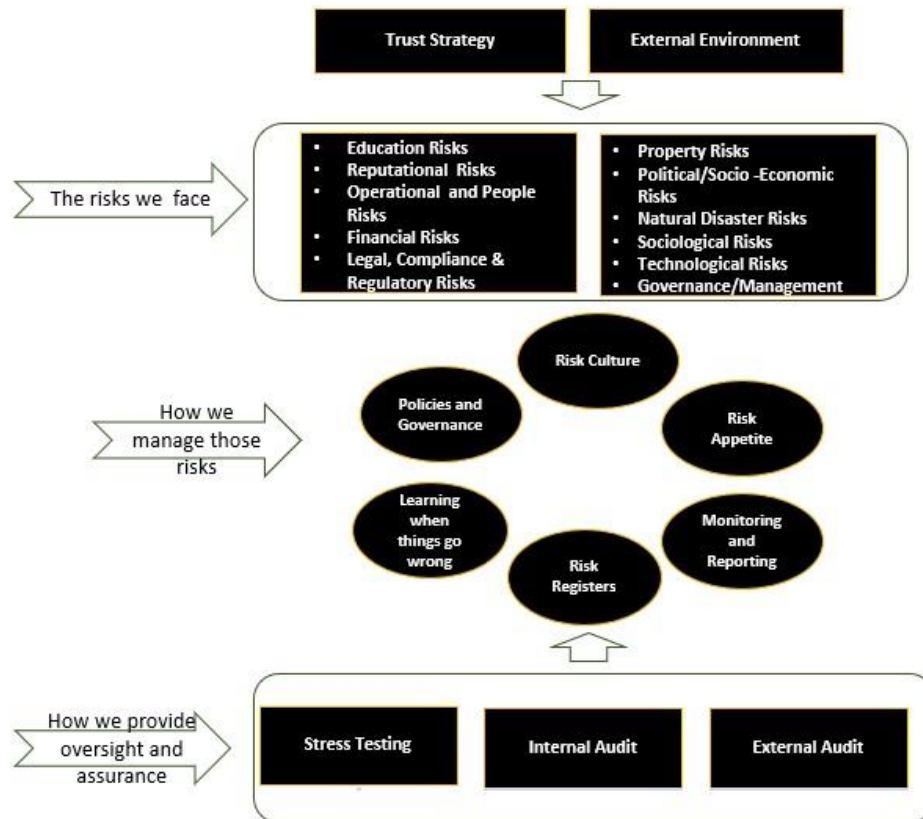 Trust Strategy
External Environment
The risks we face
• Education Risks
• Reputational Risks
• Operational and People
Risks
• Financial Risks
• Legal, Compliance &
Regulatory Risks
• Property Risks
• Political/Socio -Economic
Risks
• Natural Disaster Risks
• Sociological Risks
• Technological Risks
• Governance/Management
How we
manage those
risks
Risk Culture
Policies and
Governance
Risk
Appetite
Learning
when
things go
wrong
Monitoring
and
Reporting
Risk
Registers
How we provide
oversight and
assurance
Stress Testing
Internal Audit
External Audit